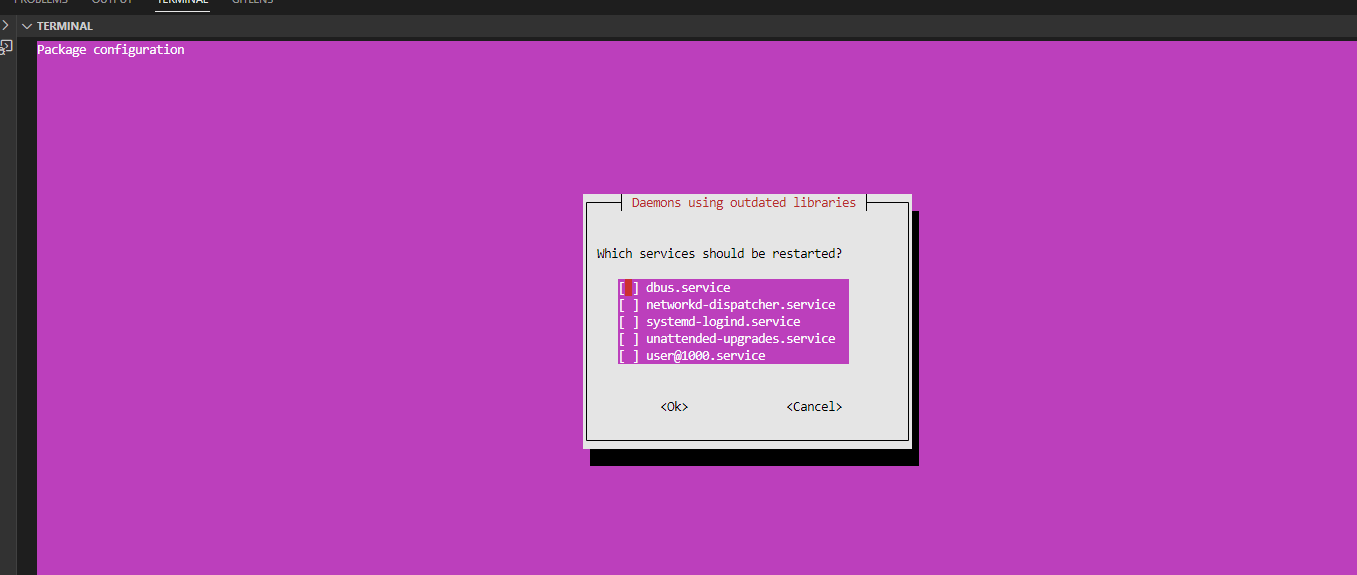 PROBLEMS OUTPUT TERMINAL GITLENS
TERMINAL
Package configuration
Daemons using outdated libraries
Which services should be restarted?
[ ] dbus.service
[ ] networkd-dispatcher.service
[ ] systemd-logind.service
[ ] unattended-upgrades.service
[ ] user@1000.service
<Ok> <Cancel>